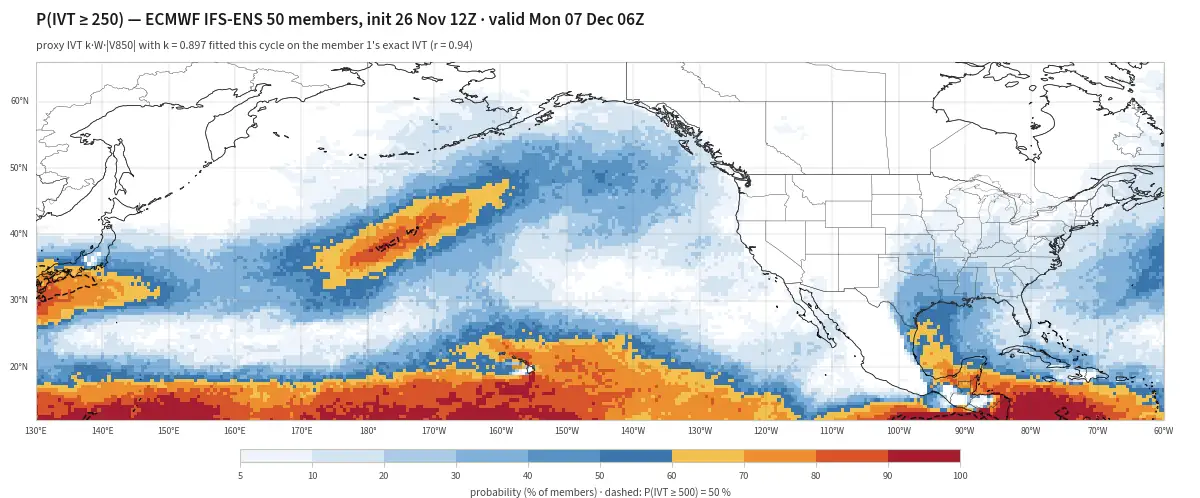 P(IVT ≥ 250) — ECMWF IFS-ENS 50 members, init 26 Nov 12Z · valid Mon 07 Dec 06Z
proxy IVT k·W·|V850| with k = 0.897 fitted this cycle on the member 1's exact IVT (r = 0.94)
60°N
50°N
40°N
30°N
20°N
130°E 140°E 150°E 160°E 170°E 180° 170°W 160°W 150°W 140°W 130°W 120°W 110°W 100°W 90°W 80°W 70°W 60°W
5 10 20 30 40 50 60 70 80 90 100
probability (% of members) · dashed: P(IVT ≥ 500) = 50 %